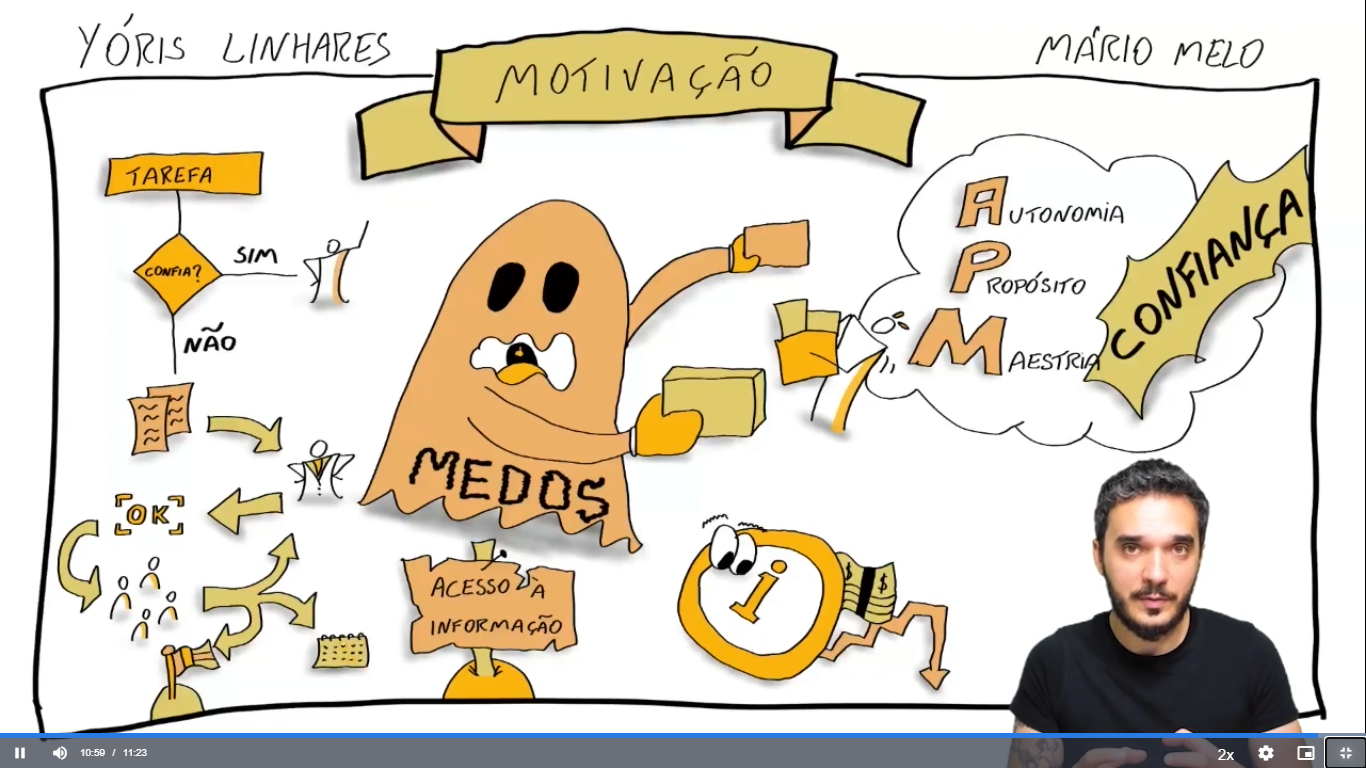 YÓRIS LINHARES
MOTIVAÇÃO
MÁRIO MELO
TAREFA
CONFIA?
SIM
NÃO
OK
MEDOS
AUTONOMIA
PROPÓSITO
MAESTRIA
CONFIANÇA
ACESSO À
INFORMAÇÃO
i
$ $
10:59 / 11:23
2x